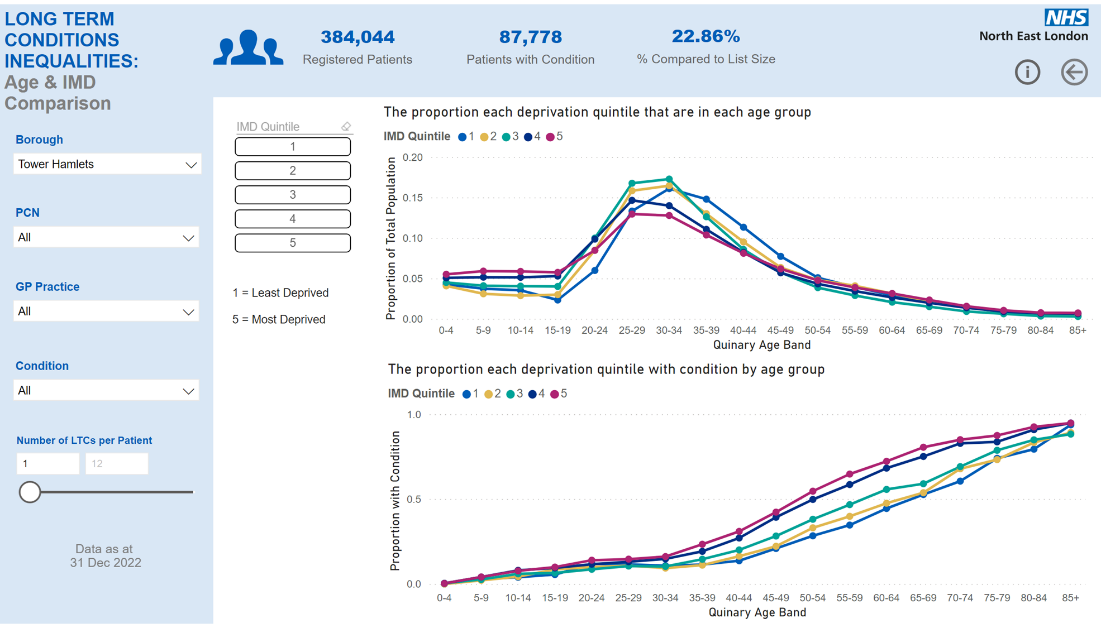 LONG TERM
CONDITIONS
INEQUALITIES:
Age & IMD
Comparison
384,044
Registered Patients
87,778
Patients with Condition
22.86%
% Compared to List Size
NHS
North East London
Borough
Tower Hamlets
PCN
All
GP Practice
All
Condition
All
Number of LTCs per Patient
1 12
Data as at
31 Dec 2022
IMD Quintile
1
2
3
4
5
1 = Least Deprived
5 = Most Deprived
The proportion each deprivation quintile that are in each age group
IMD Quintile 1 2 3 4 5
Proportion of Total Population
0.20
0.15
0.10
0.05
0.00
0-4 5-9 10-14 15-19 20-24 25-29 30-34 35-39 40-44 45-49 50-54 55-59 60-64 65-69 70-74 75-79 80-84 85+
Quinary Age Band
The proportion each deprivation quintile with condition by age group
IMD Quintile 1 2 3 4 5
Proportion with Condition
1.0
0.5
0.0
0-4 5-9 10-14 15-19 20-24 25-29 30-34 35-39 40-44 45-49 50-54 55-59 60-64 65-69 70-74 75-79 80-84 85+
Quinary Age Band